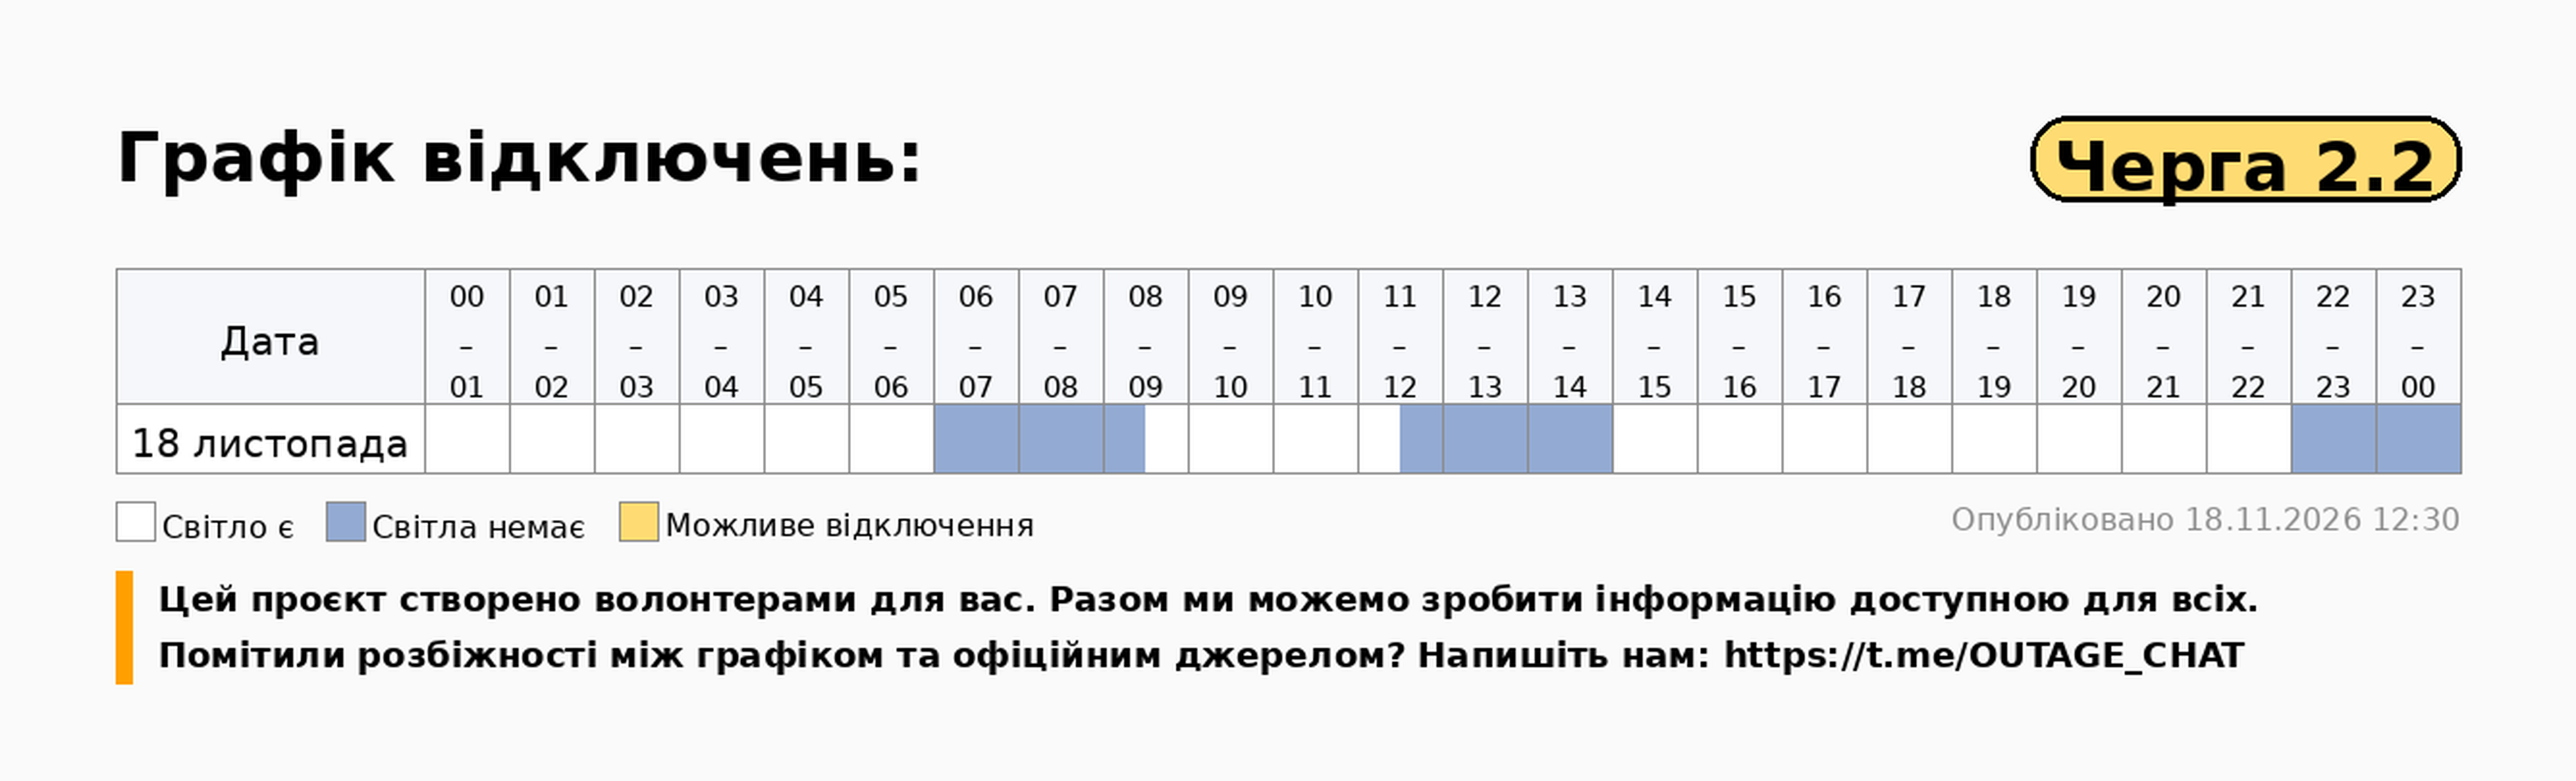 Графік відключень:
Черга 2.2
Дата
00 – 01
01 – 02
02 – 03
03 – 04
04 – 05
05 – 06
06 – 07
07 – 08
08 – 09
09 – 10
10 – 11
11 – 12
12 – 13
13 – 14
14 – 15
15 – 16
16 – 17
17 – 18
18 – 19
19 – 20
20 – 21
21 – 22
22 – 23
23 – 00
18 листопада
Світло є
Світла немає
Можливе відключення
Опубліковано 18.11.2026 12:30
Цей проєкт створено волонтерами для вас. Разом ми можемо зробити інформацію доступною для всіх.
Помітили розбіжності між графіком та офіційним джерелом? Напишіть нам: https://t.me/OUTAGE_CHAT